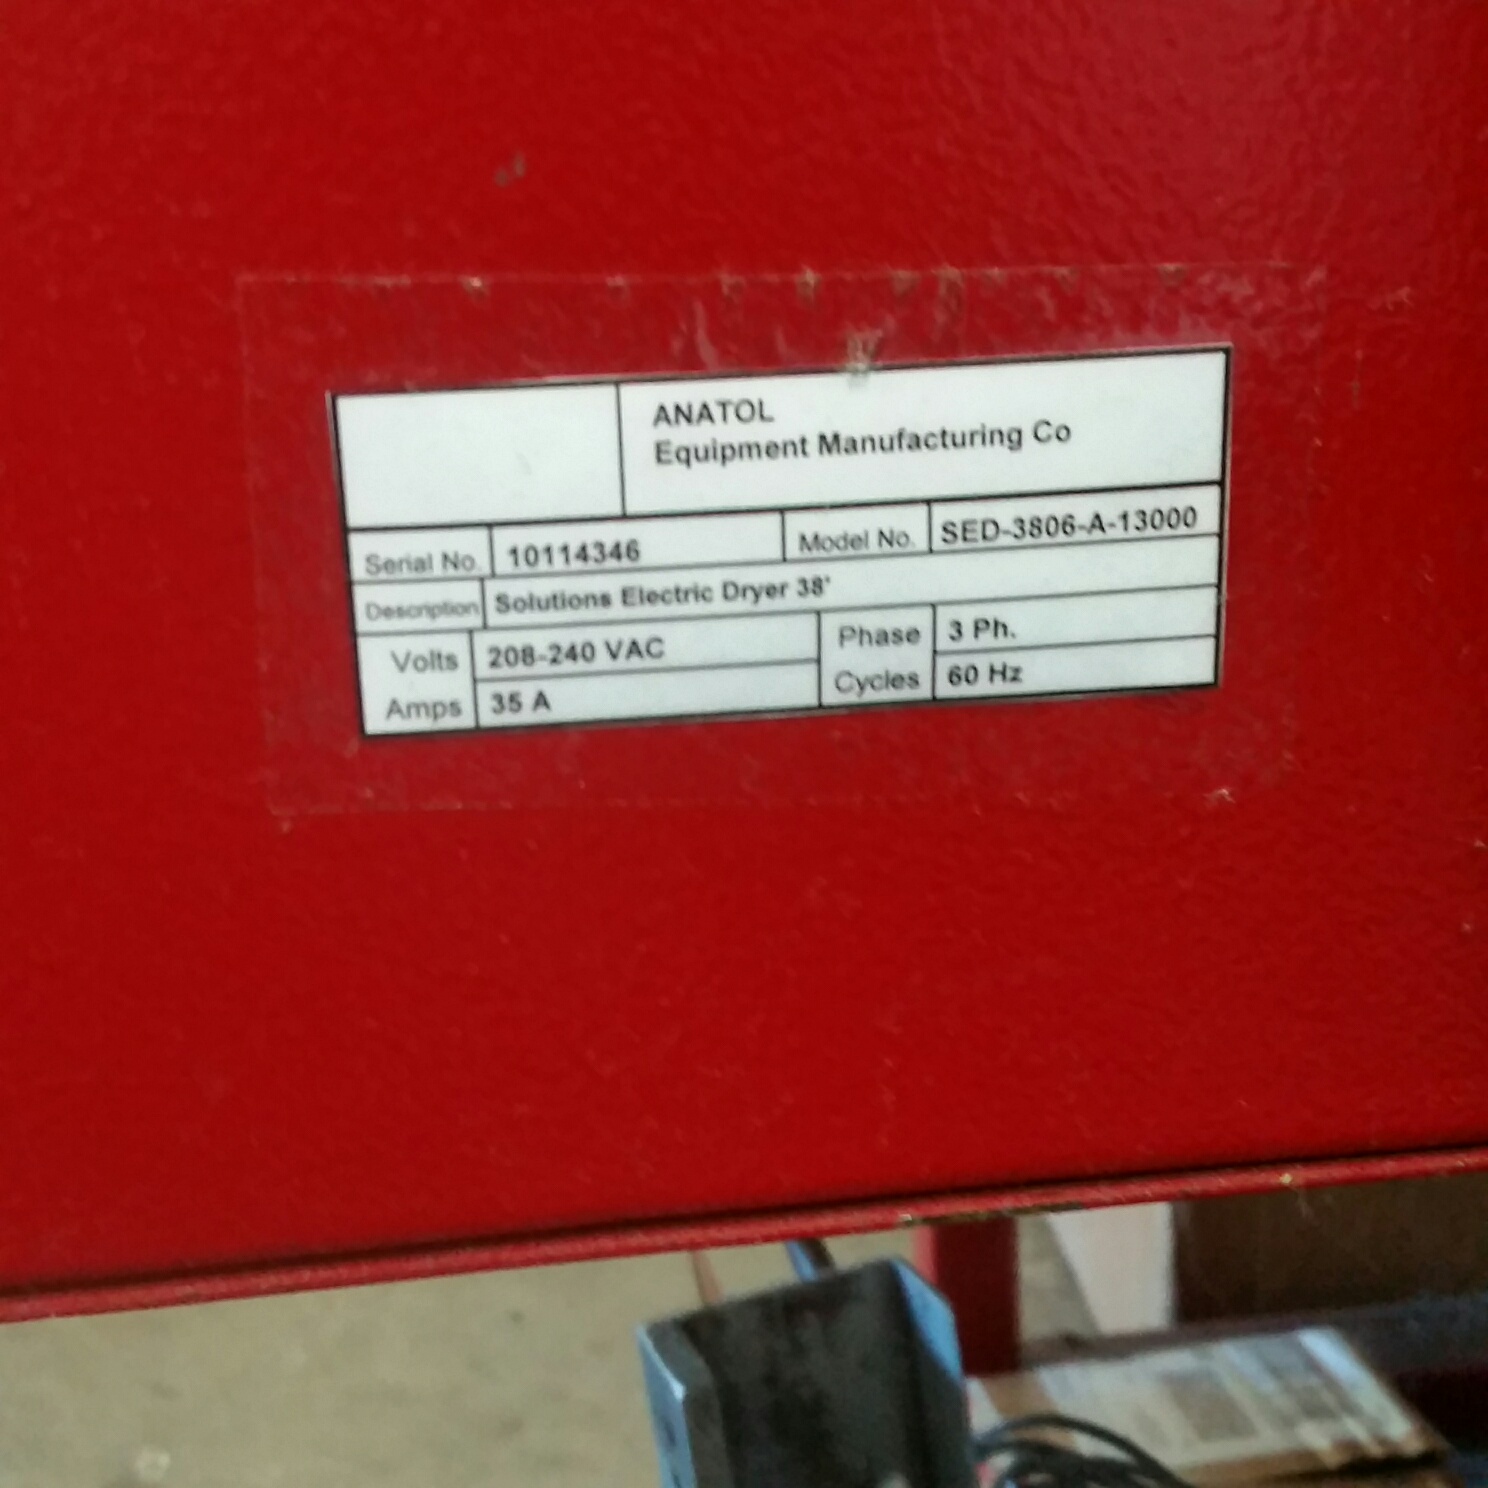 ANATOL
Equipment Manufacturing Co
Serial No. 10114346 Model No. SED-3806-A-13000
Description Solutions Electric Dryer 38'
Volts 208-240 VAC Phase 3 Ph.
Amps 35 A Cycles 60 Hz